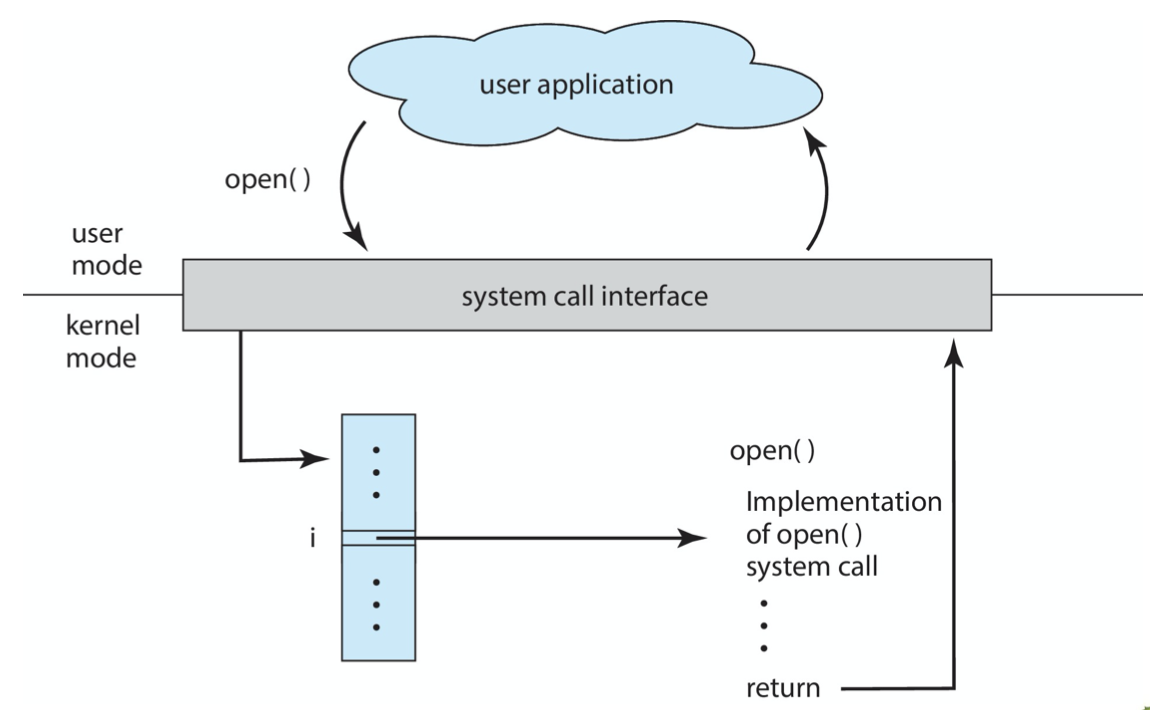 user application
open( )
user
mode
system call interface
kernel
mode
i
open( )
Implementation
of open( )
system call
return